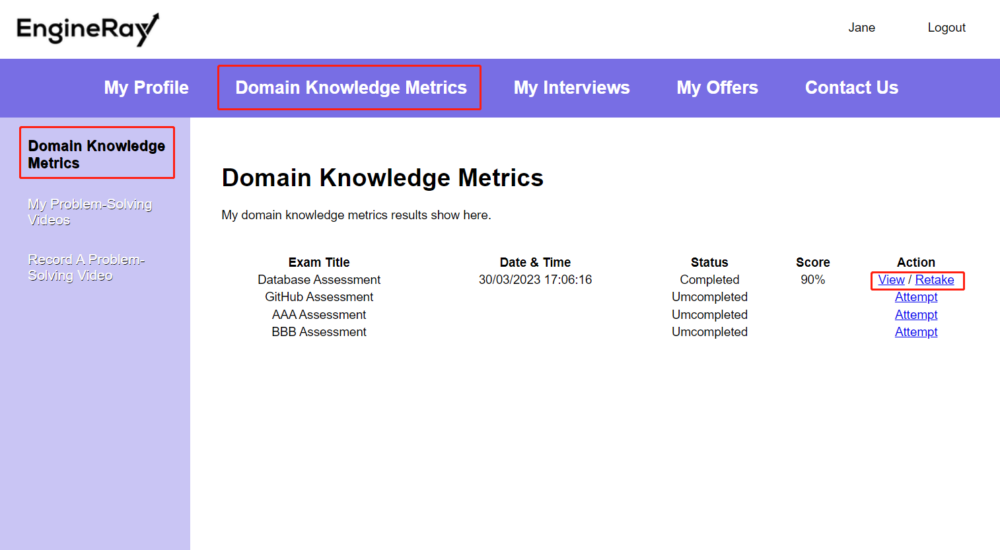 EngineRay
Jane Logout
My Profile Domain Knowledge Metrics My Interviews My Offers Contact Us
Domain Knowledge
Metrics
My Problem-Solving
Videos
Record A Problem-
Solving Video
Domain Knowledge Metrics
My domain knowledge metrics results show here.
Exam Title Date & Time Status Score Action
Database Assessment 30/03/2023 17:06:16 Completed 90% View / Retake
GitHub Assessment Umcompleted Attempt
AAA Assessment Umcompleted Attempt
BBB Assessment Umcompleted Attempt